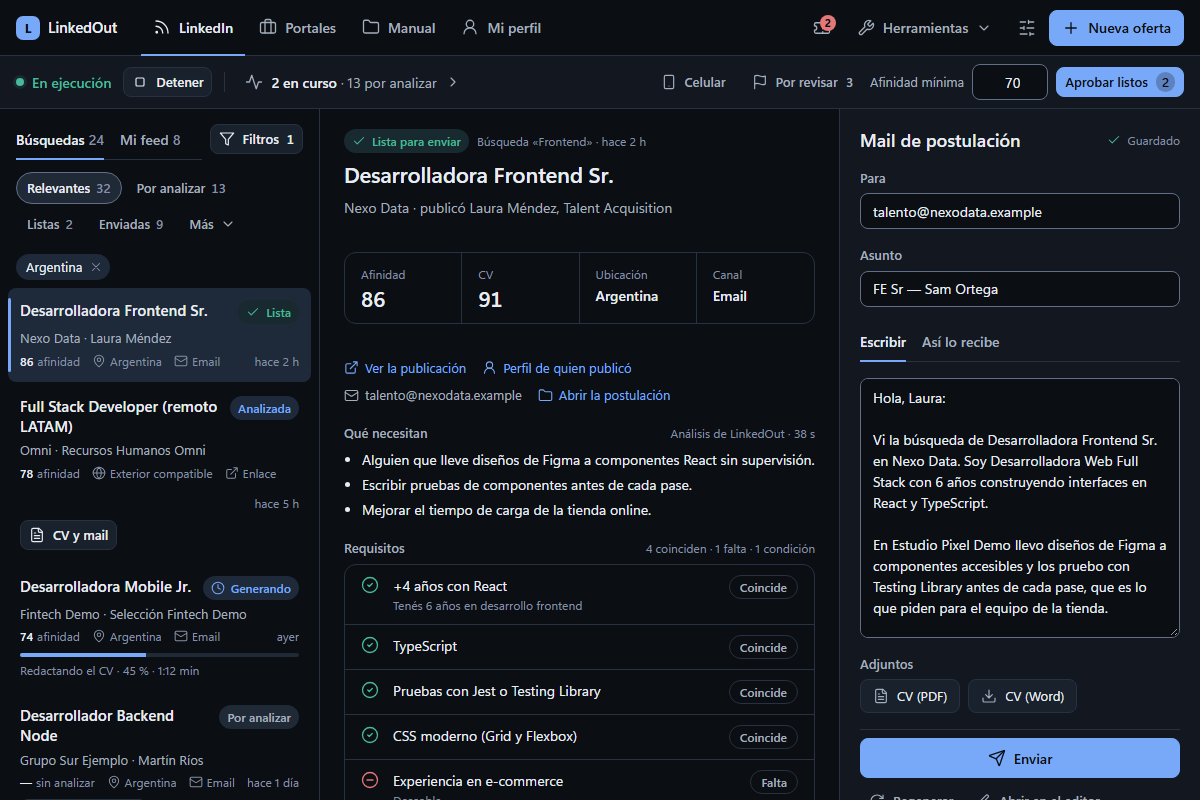 L LinkedOut
LinkedIn
Portales
Manual
Mi perfil
2
Herramientas
Nueva oferta
En ejecución
Detener
2 en curso · 13 por analizar
Celular
Por revisar 3
Afinidad mínima
70
Aprobar listos 2
Búsquedas 24
Mi feed 8
Filtros 1
Relevantes 32
Por analizar 13
Listas 2
Enviadas 9
Más
Argentina
Desarrolladora Frontend Sr.
Lista
Nexo Data · Laura Méndez
86 afinidad
Argentina
Email
hace 2 h
Full Stack Developer (remoto
LATAM)
Analizada
Omni · Recursos Humanos Omni
78 afinidad
Exterior compatible
Enlace
hace 5 h
CV y mail
Desarrolladora Mobile Jr.
Generando
Fintech Demo · Selección Fintech Demo
74 afinidad
Argentina
Email
ayer
Redactando el CV · 45 % · 1:12 min
Desarrollador Backend
Node
Por analizar
Grupo Sur Ejemplo · Martín Ríos
— sin analizar
Argentina
Email
hace 1 día
Lista para enviar
Búsqueda «Frontend» · hace 2 h
Desarrolladora Frontend Sr.
Nexo Data · publicó Laura Méndez, Talent Acquisition
Afinidad
86
CV
91
Ubicación
Argentina
Canal
Email
Ver la publicación
Perfil de quien publicó
talento@nexodata.example
Abrir la postulación
Qué necesitan
Análisis de LinkedOut · 38 s
• Alguien que lleve diseños de Figma a componentes React sin supervisión.
• Escribir pruebas de componentes antes de cada pase.
• Mejorar el tiempo de carga de la tienda online.
Requisitos
4 coinciden · 1 falta · 1 condición
+4 años con React
Tenés 6 años en desarrollo frontend
Coincide
TypeScript
Coincide
Pruebas con Jest o Testing Library
Coincide
CSS moderno (Grid y Flexbox)
Coincide
Experiencia en e-commerce
Falta
Deseable
Mail de postulación
Guardado
Para
talento@nexodata.example
Asunto
FE Sr — Sam Ortega
Escribir
Así lo recibe
Hola, Laura:
Vi la búsqueda de Desarrolladora Frontend Sr.
en Nexo Data. Soy Desarrolladora Web Full
Stack con 6 años construyendo interfaces en
React y TypeScript.
En Estudio Pixel Demo llevo diseños de Figma a
componentes accesibles y los pruebo con
Testing Library antes de cada pase, que es lo
que piden para el equipo de la tienda.
Adjuntos
CV (PDF)
CV (Word)
Enviar
Regenerar
Abrir en el editor